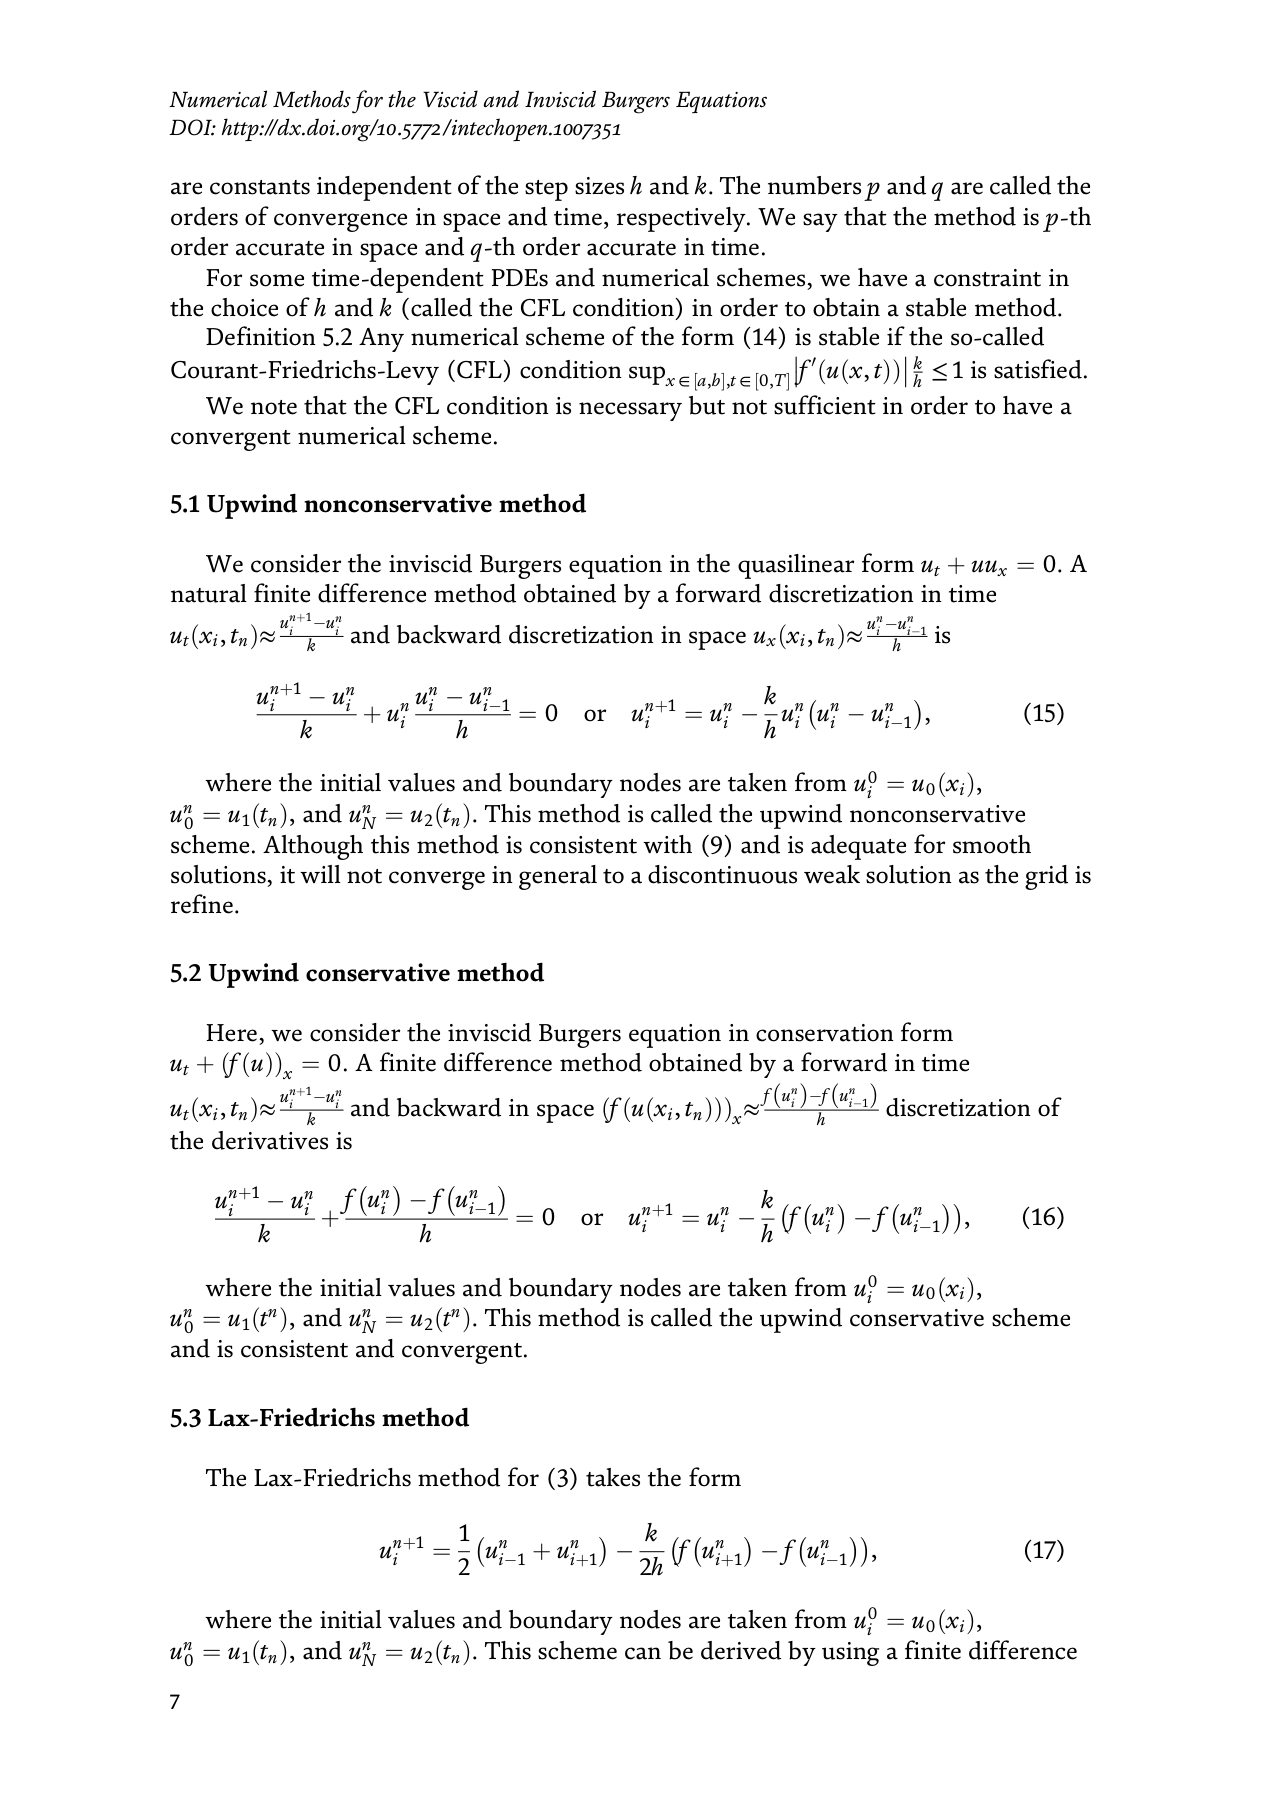 Numerical Methods for the Viscid and Inviscid Burgers Equations
DOI: http://dx.doi.org/10.5772/intechopen.1007351
are constants independent of the step sizes h and k. The numbers p and q are called the
orders of convergence in space and time, respectively. We say that the method is p-th
order accurate in space and q-th order accurate in time.
For some time-dependent PDEs and numerical schemes, we have a constraint in
the choice of h and k (called the CFL condition) in order to obtain a stable method.
Definition 5.2 Any numerical scheme of the form (14) is stable if the so-called
Courant-Friedrichs-Levy (CFL) condition $\sup_{x\in[a,b],t\in[0,T]}|f'(u(x,t))|\frac{k}{h}\leq 1$ is satisfied.
We note that the CFL condition is necessary but not sufficient in order to have a
convergent numerical scheme.
5.1 Upwind nonconservative method
We consider the inviscid Burgers equation in the quasilinear form $u_t + uu_x = 0$. A
natural finite difference method obtained by a forward discretization in time
$u_t(x_i, t_n) \approx \frac{u_i^{n+1}-u_i^n}{k}$ and backward discretization in space $u_x(x_i, t_n) \approx \frac{u_i^n-u_{i-1}^n}{h}$ is
$\frac{u_i^{n+1} - u_i^n}{k} + u_i^n \frac{u_i^n - u_{i-1}^n}{h} = 0$ or $u_i^{n+1} = u_i^n - \frac{k}{h} u_i^n (u_i^n - u_{i-1}^n),$ (15)
where the initial values and boundary nodes are taken from $u_i^0 = u_0(x_i)$,
$u_0^n = u_1(t_n)$, and $u_N^n = u_2(t_n)$. This method is called the upwind nonconservative
scheme. Although this method is consistent with (9) and is adequate for smooth
solutions, it will not converge in general to a discontinuous weak solution as the grid is
refine.
5.2 Upwind conservative method
Here, we consider the inviscid Burgers equation in conservation form
$u_t + (f(u))_x = 0$. A finite difference method obtained by a forward in time
$u_t(x_i, t_n) \approx \frac{u_i^{n+1}-u_i^n}{k}$ and backward in space $(f(u(x_i, t_n)))_x \approx \frac{f(u_i^n)-f(u_{i-1}^n)}{h}$ discretization of
the derivatives is
$\frac{u_i^{n+1} - u_i^n}{k} + \frac{f(u_i^n) - f(u_{i-1}^n)}{h} = 0$ or $u_i^{n+1} = u_i^n - \frac{k}{h} (f(u_i^n) - f(u_{i-1}^n)),$ (16)
where the initial values and boundary nodes are taken from $u_i^0 = u_0(x_i)$,
$u_0^n = u_1(t^n)$, and $u_N^n = u_2(t^n)$. This method is called the upwind conservative scheme
and is consistent and convergent.
5.3 Lax-Friedrichs method
The Lax-Friedrichs method for (3) takes the form
$u_i^{n+1} = \frac{1}{2} (u_{i-1}^n + u_{i+1}^n) - \frac{k}{2h} (f(u_{i+1}^n) - f(u_{i-1}^n)),$ (17)
where the initial values and boundary nodes are taken from $u_i^0 = u_0(x_i)$,
$u_0^n = u_1(t_n)$, and $u_N^n = u_2(t_n)$. This scheme can be derived by using a finite difference
7